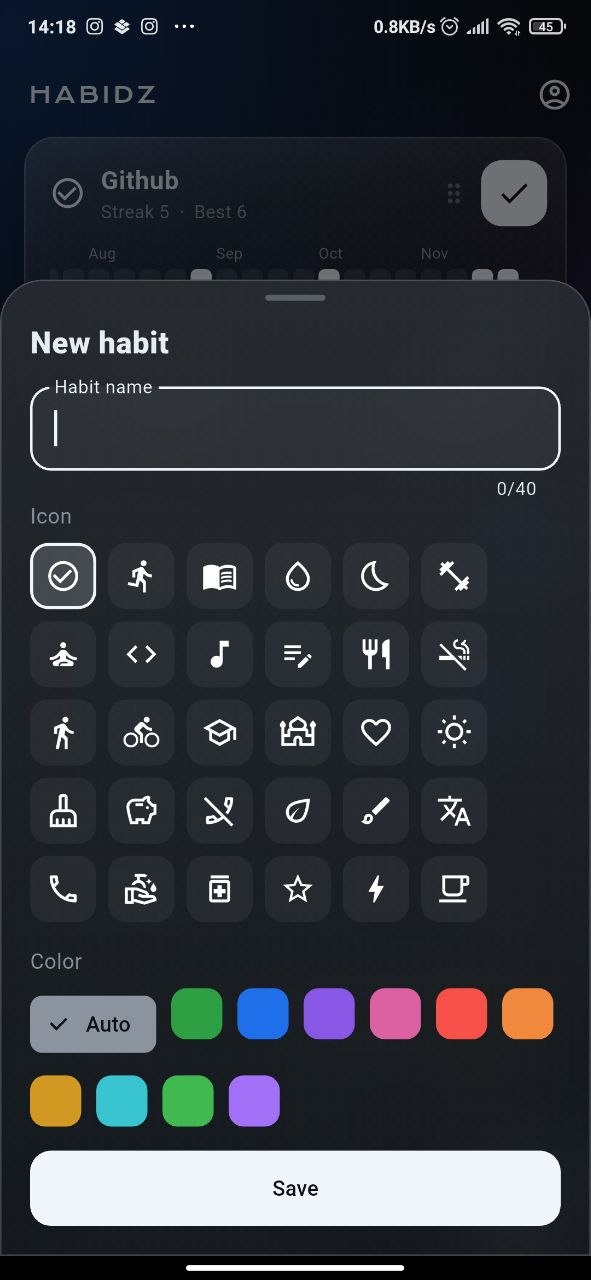 14:18 ... 0.8KB/s 45
HABIDZ
Github
Streak 5 · Best 6
Aug Sep Oct Nov
New habit
Habit name
0/40
Icon
Color
Auto
Save